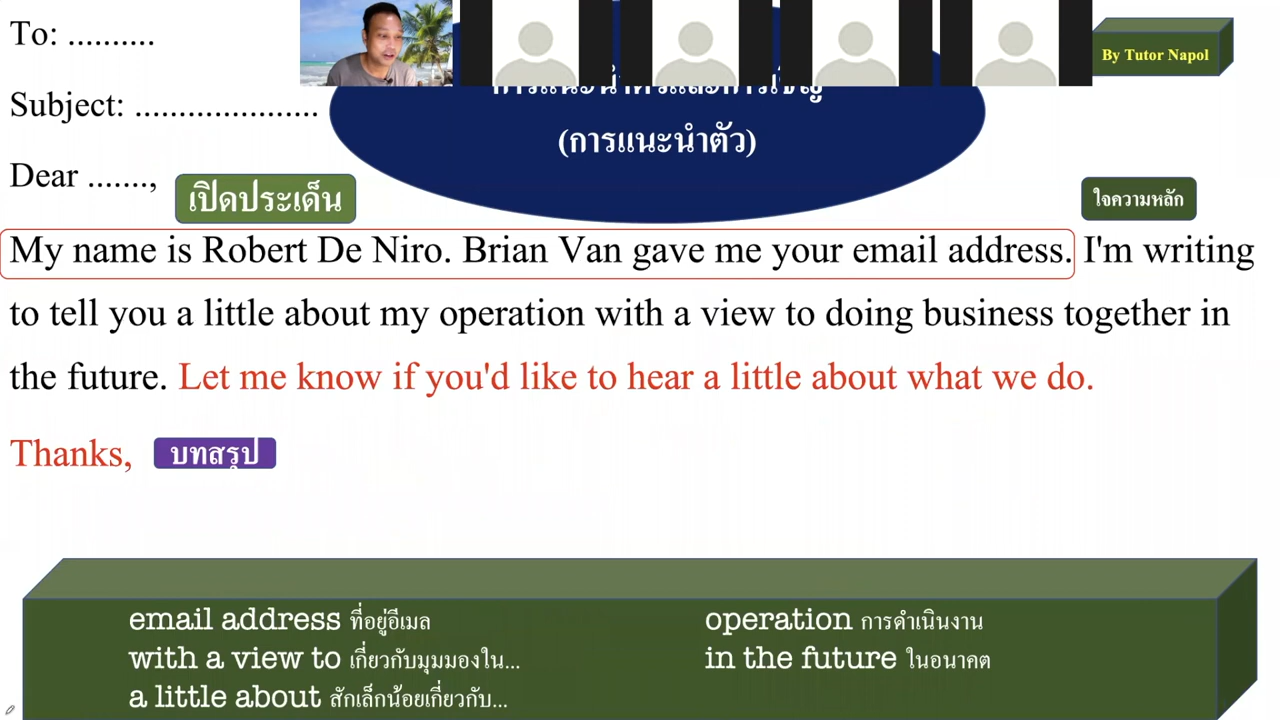 To: ..........
By Tutor Napol
Subject: ....................
(การแนะนำตัว)
Dear .......,
เปิดประเด็น
ใจความหลัก
My name is Robert De Niro. Brian Van gave me your email address. I'm writing
to tell you a little about my operation with a view to doing business together in
the future. Let me know if you'd like to hear a little about what we do.
Thanks,
บทสรุป
email address ที่อยู่อีเมล
operation การดำเนินงาน
with a view to เกี่ยวกับมุมมองใน...
in the future ในอนาคต
a little about สักเล็กน้อยเกี่ยวกับ...